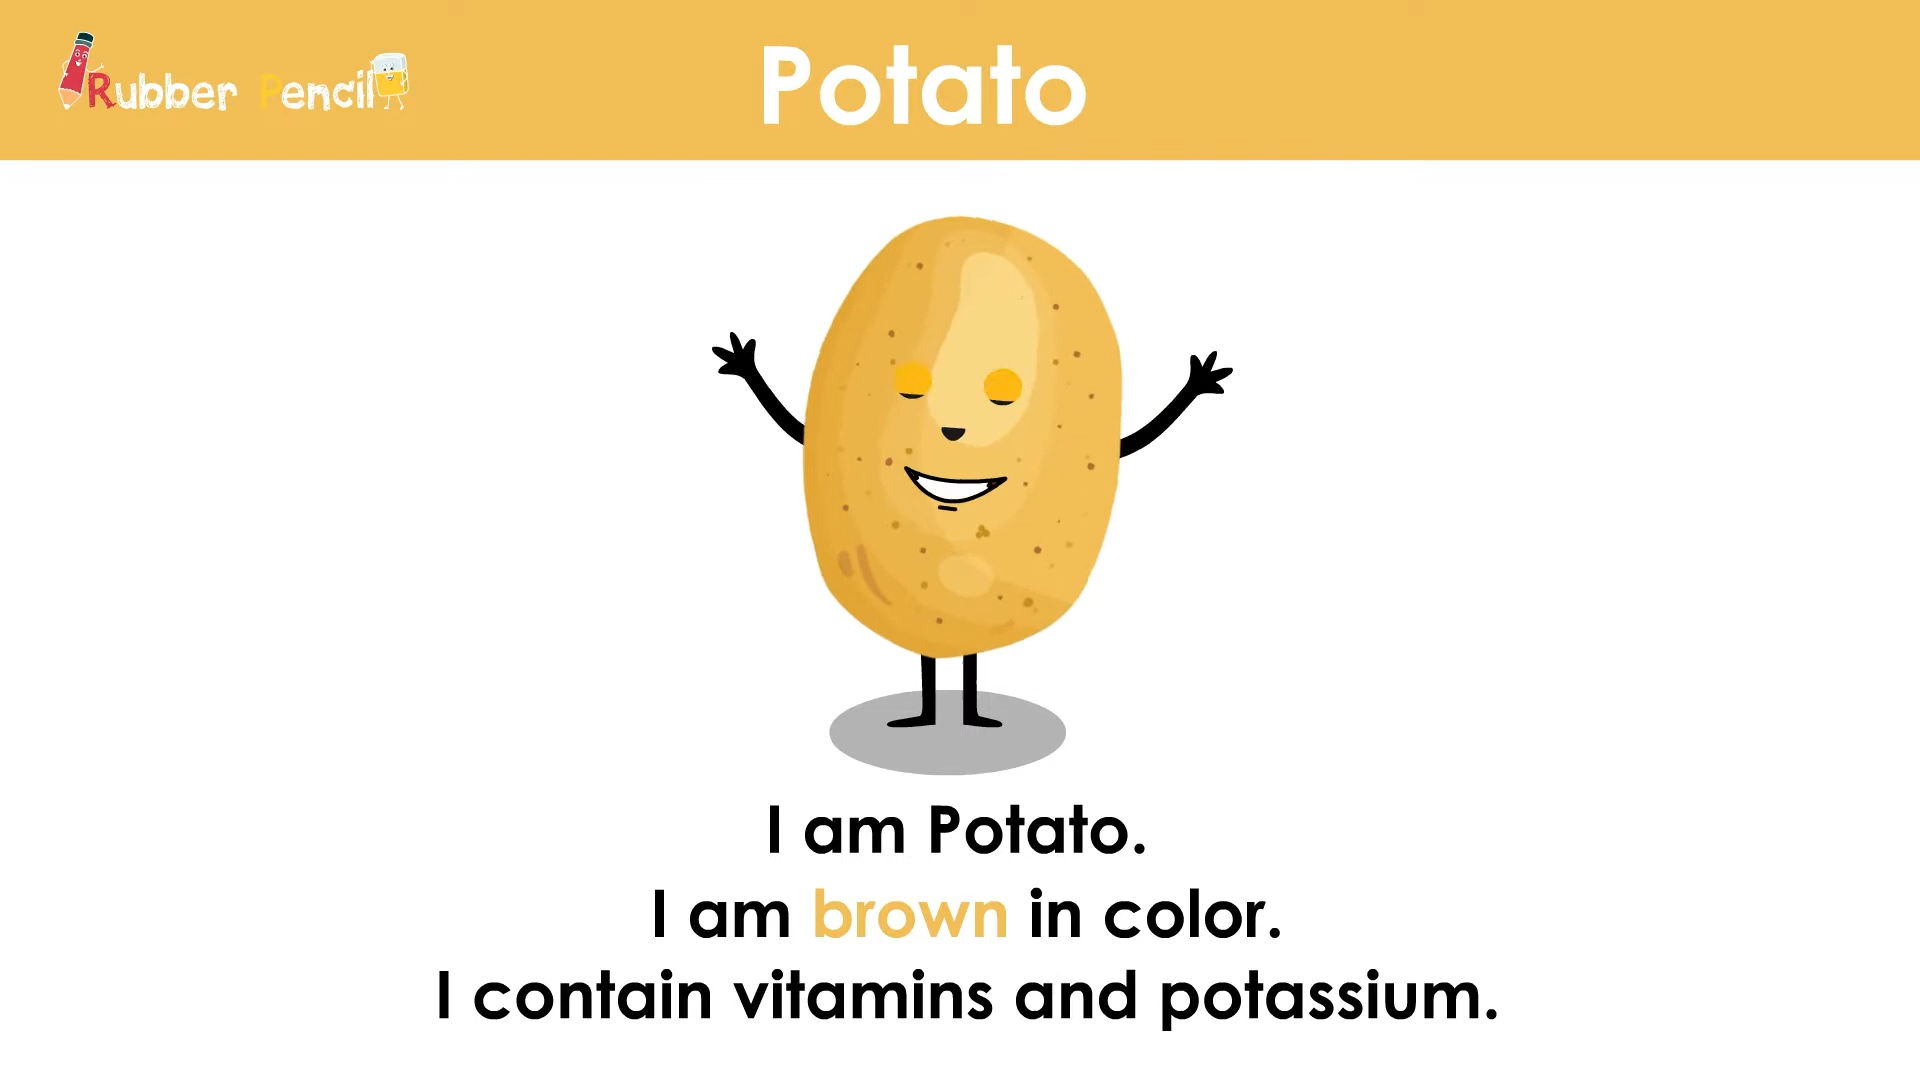 Rubber Pencil
Potato
I am Potato.
I am brown in color.
I contain vitamins and potassium.